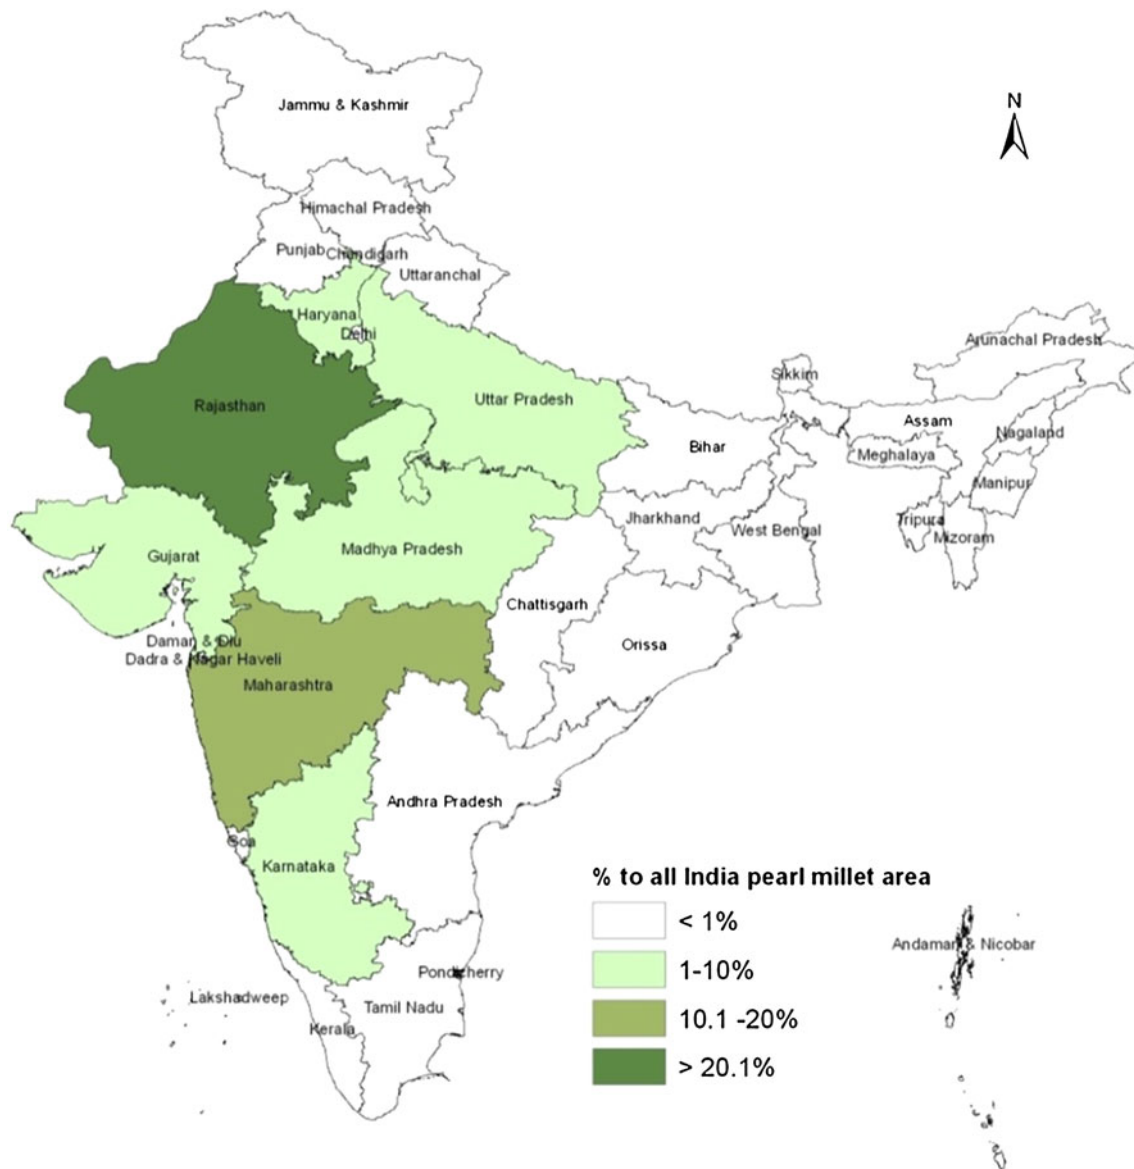 Jammu & Kashmir
N
Himachal Pradesh
Punjab
Chandigarh
Uttaranchal
Haryana
Delhi
Arunachal Pradesh
Sikkim
Rajasthan
Uttar Pradesh
Assam
Nagaland
Bihar
Meghalaya
Manipur
Jharkhand
West Bengal
Tripura
Mizoram
Gujarat
Madhya Pradesh
Chattisgarh
Orissa
Daman & Diu
Dadra & Nagar Haveli
Maharashtra
Andhra Pradesh
Goa
Karnataka
% to all India pearl millet area
< 1%
1-10%
10.1 -20%
> 20.1%
Andaman & Nicobar
Pondicherry
Lakshadweep
Tamil Nadu
Kerala